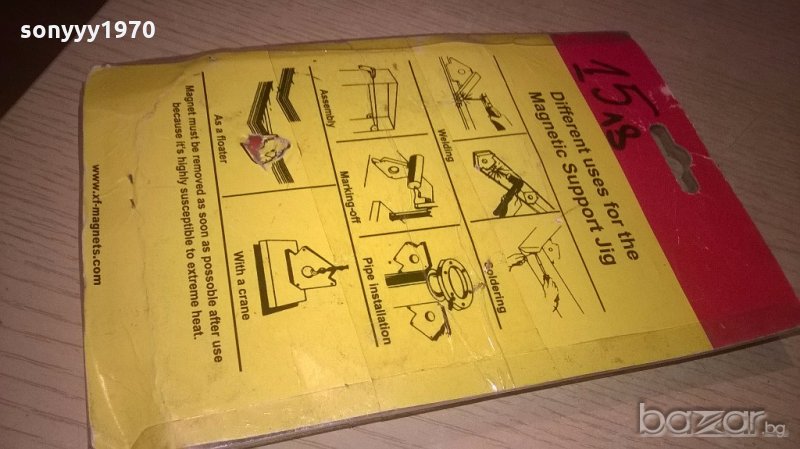 sonyyy1970
15лв
Different uses for the
Magnetic Support Jig
Welding
Soldering
Assembly
Marking-off
Pipe installation
As a floater
With a crane
Magnet must be removed as soon as possoble after use
because it's highly susceptible to extreme heat.
www.xf-magnets.com
bazar.bg